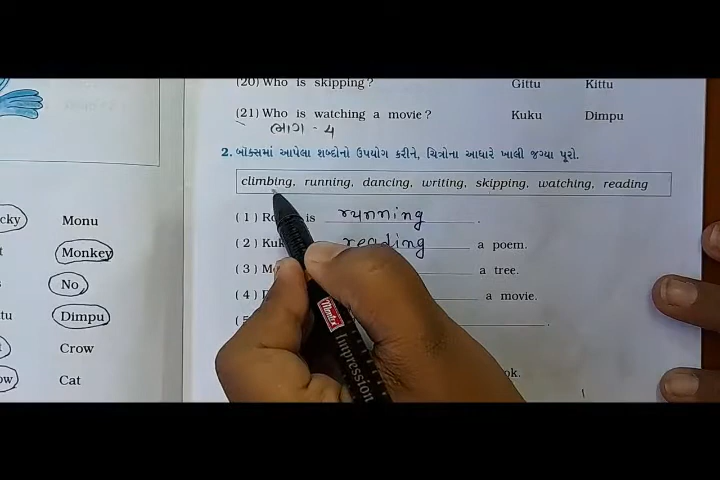 (20) Who is skipping? Gittu Kittu
(21) Who is watching a movie? Kuku Dimpu
ભાગ - 4
2. બૉક્સમાં આપેલા શબ્દોનો ઉપયોગ કરીને, ચિત્રોના આધારે ખાલી જગ્યા પૂરો.
climbing, running, dancing, writing, skipping, watching, reading
Monu
(1) is running .
Monkey
(2) reading a poem.
No
(3) a tree.
(4) a movie.
Dimpu
Crow
Cat
Mintrx
Impression